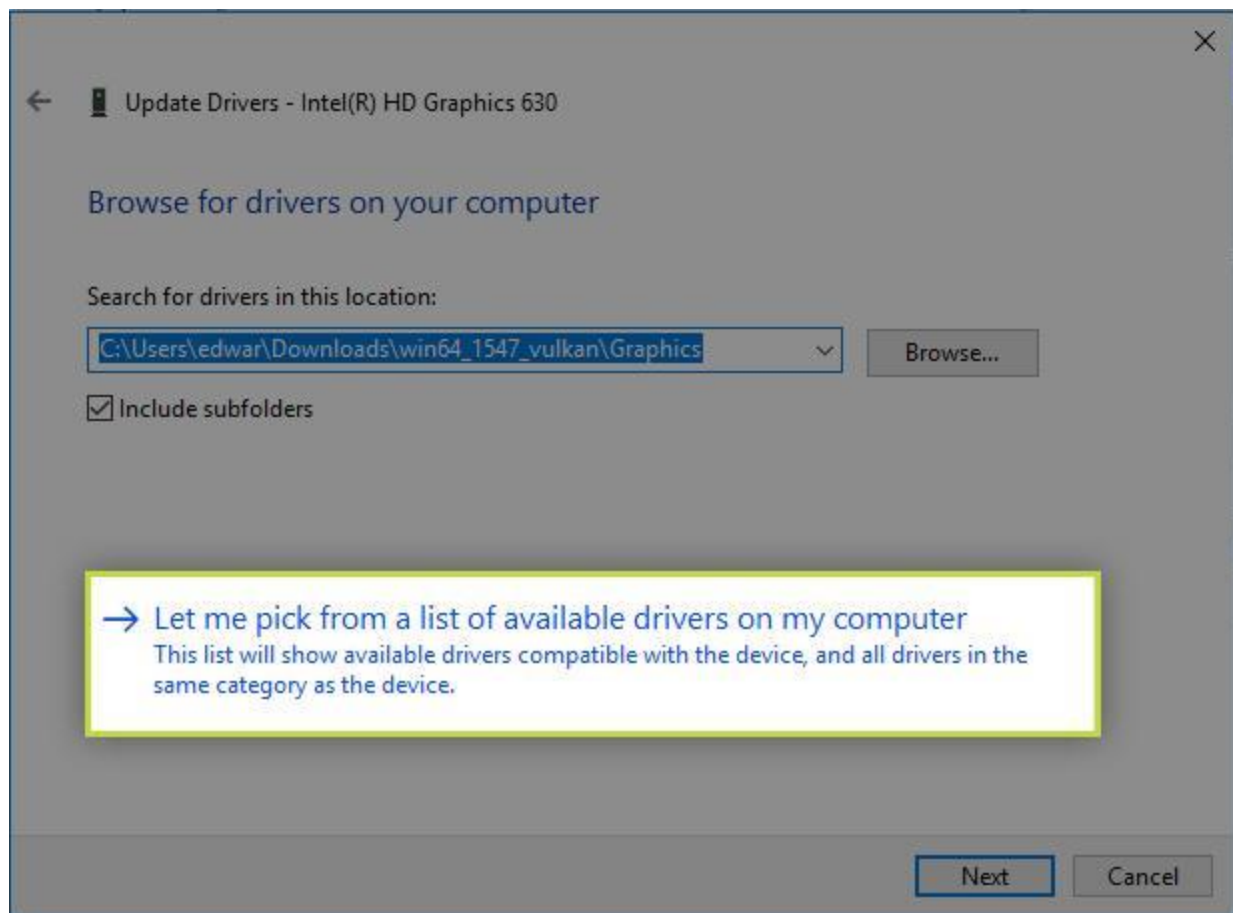 Update Drivers - Intel(R) HD Graphics 630
Browse for drivers on your computer
Search for drivers in this location:
C:\Users\edwar\Downloads\win64_1547_vulkan\Graphics
Browse...
Include subfolders
Let me pick from a list of available drivers on my computer
This list will show available drivers compatible with the device, and all drivers in the
same category as the device.
Next
Cancel